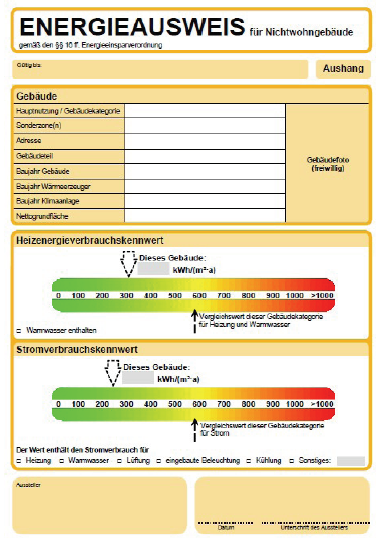 ENERGIEAUSWEIS für Nichtwohngebäude
gemäß den §§ 16 ff. Energieeinsparverordnung
Gültig bis:
Aushang
Gebäude
Hauptnutzung / Gebäudekategorie
Sonderzone(n)
Adresse
Gebäudeteil
Baujahr Gebäude
Baujahr Wärmeerzeuger
Baujahr Klimaanlage
Nettogrundfläche
Gebäudefoto
(freiwillig)
Heizenergieverbrauchskennwert
Dieses Gebäude:
kWh/(m²·a)
0 100 200 300 400 500 600 700 800 900 1000 >1000
Vergleichswert dieser Gebäudekategorie
für Heizung und Warmwasser
□ Warmwasser enthalten
Stromverbrauchskennwert
Dieses Gebäude:
kWh/(m²·a)
0 100 200 300 400 500 600 700 800 900 1000 >1000
Vergleichswert dieser Gebäudekategorie
für Strom
Der Wert enthält den Stromverbrauch für
□ Heizung □ Warmwasser □ Lüftung □ eingebaute Beleuchtung □ Kühlung □ Sonstiges:
Aussteller
Datum
Unterschrift des Ausstellers